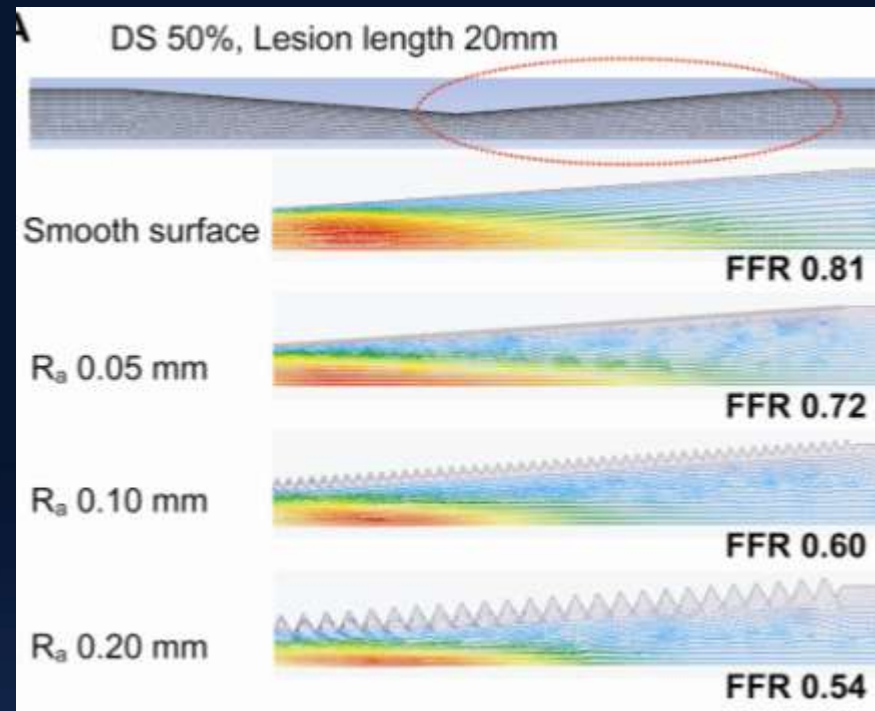 A
DS 50%, Lesion length 20mm
Smooth surface
FFR 0.81
Rₐ 0.05 mm
FFR 0.72
Rₐ 0.10 mm
FFR 0.60
Rₐ 0.20 mm
FFR 0.54